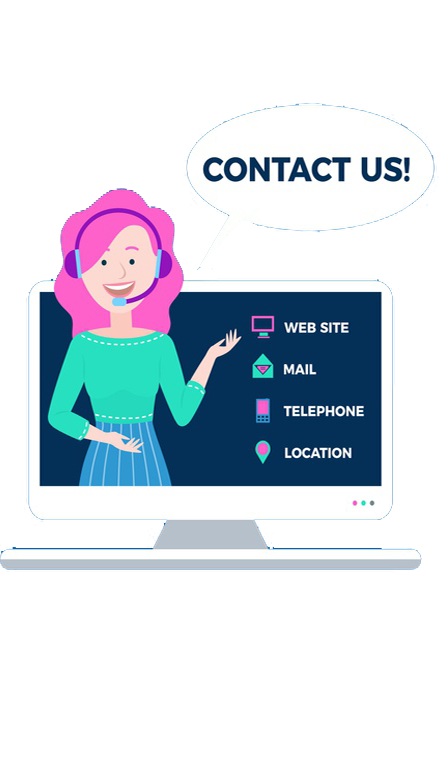 CONTACT US!
WEB SITE
MAIL
TELEPHONE
LOCATION